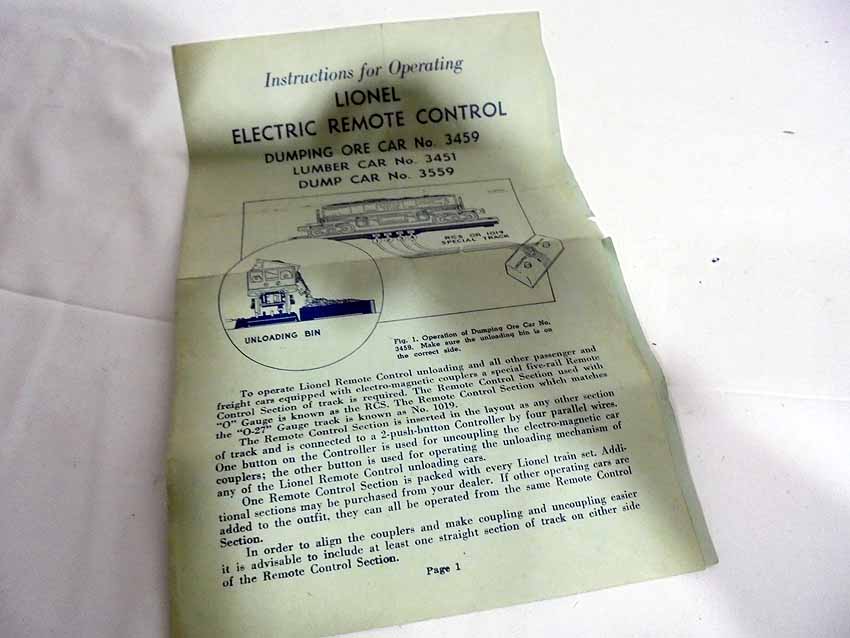 Instructions for Operating
LIONEL
ELECTRIC REMOTE CONTROL
DUMPING ORE CAR No. 3459
LUMBER CAR No. 3451
DUMP CAR No. 3559
RCS OR 1019
SPECIAL TRACK
UNLOADING BIN
Fig. 1. Operation of Dumping Ore Car No.
3459. Make sure the unloading bin is on
the correct side.
To operate Lionel Remote Control unloading and all other passenger and
freight cars equipped with electro-magnetic couplers a special five-rail Remote
Control Section of track is required. The Remote Control Section used with
"O" Gauge is known as the RCS. The Remote Control Section which matches
the "O-27" Gauge track is known as No. 1019.
The Remote Control Section is inserted in the layout as any other section
of track and is connected to a 2-push-button Controller by four parallel wires.
One button on the Controller is used for uncoupling the electro-magnetic car
couplers; the other button is used for operating the unloading mechanism of
any of the Lionel Remote Control unloading cars.
One Remote Control Section is packed with every Lionel train set. Addi-
tional sections may be purchased from your dealer. If other operating cars are
added to the outfit, they can all be operated from the same Remote Control
Section.
In order to align the couplers and make coupling and uncoupling easier
it is advisable to include at least one straight section of track on either side
of the Remote Control Section.
Page 1